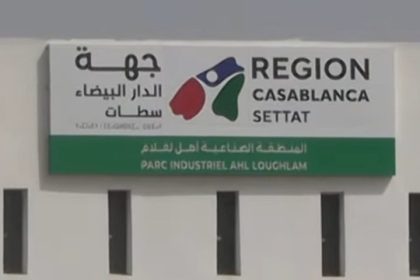 جهة
الدار البيضاء
سطات
REGION
CASABLANCA
SETTAT
المنطقة الصناعية أهل لغلام
PARC INDUSTRIEL AHL LOUGHLAM